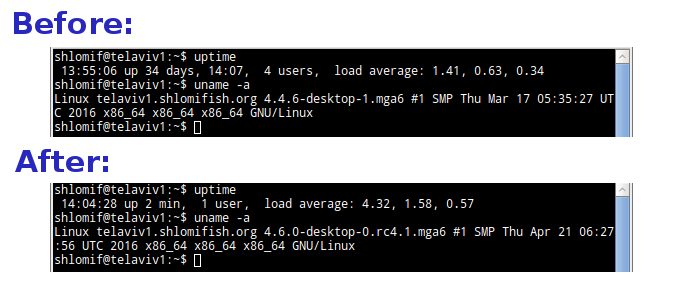 Before:
shlomif@telaviv1:~$ uptime
 13:55:06 up 34 days, 14:07,  4 users,  load average: 1.41, 0.63, 0.34
shlomif@telaviv1:~$ uname -a
Linux telaviv1.shlomifish.org 4.4.6-desktop-1.mga6 #1 SMP Thu Mar 17 05:35:27 UT
C 2016 x86_64 x86_64 x86_64 GNU/Linux
shlomif@telaviv1:~$
After:
shlomif@telaviv1:~$ uptime
 14:04:28 up 2 min,  1 user,  load average: 4.32, 1.58, 0.57
shlomif@telaviv1:~$ uname -a
Linux telaviv1.shlomifish.org 4.6.0-desktop-0.rc4.1.mga6 #1 SMP Thu Apr 21 06:27
:56 UTC 2016 x86_64 x86_64 x86_64 GNU/Linux
shlomif@telaviv1:~$